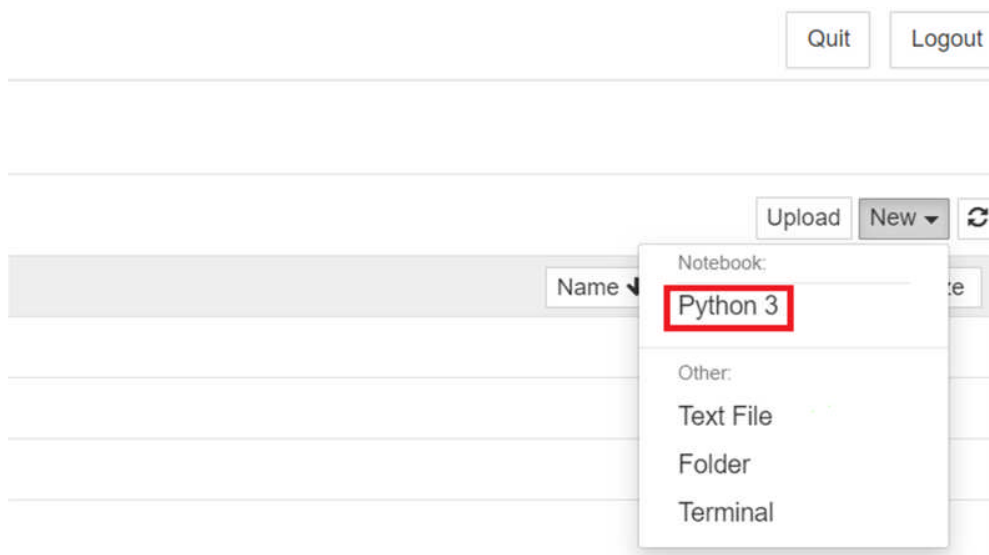 Quit Logout
Upload New
Notebook:
Name
Python 3
Other:
Text File
Folder
Terminal